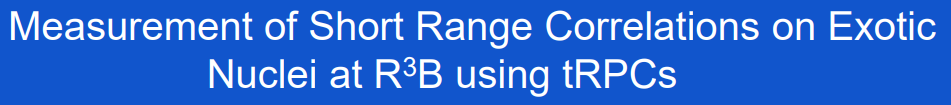 Measurement of Short Range Correlations on Exotic
Nuclei at R³B using tRPCs